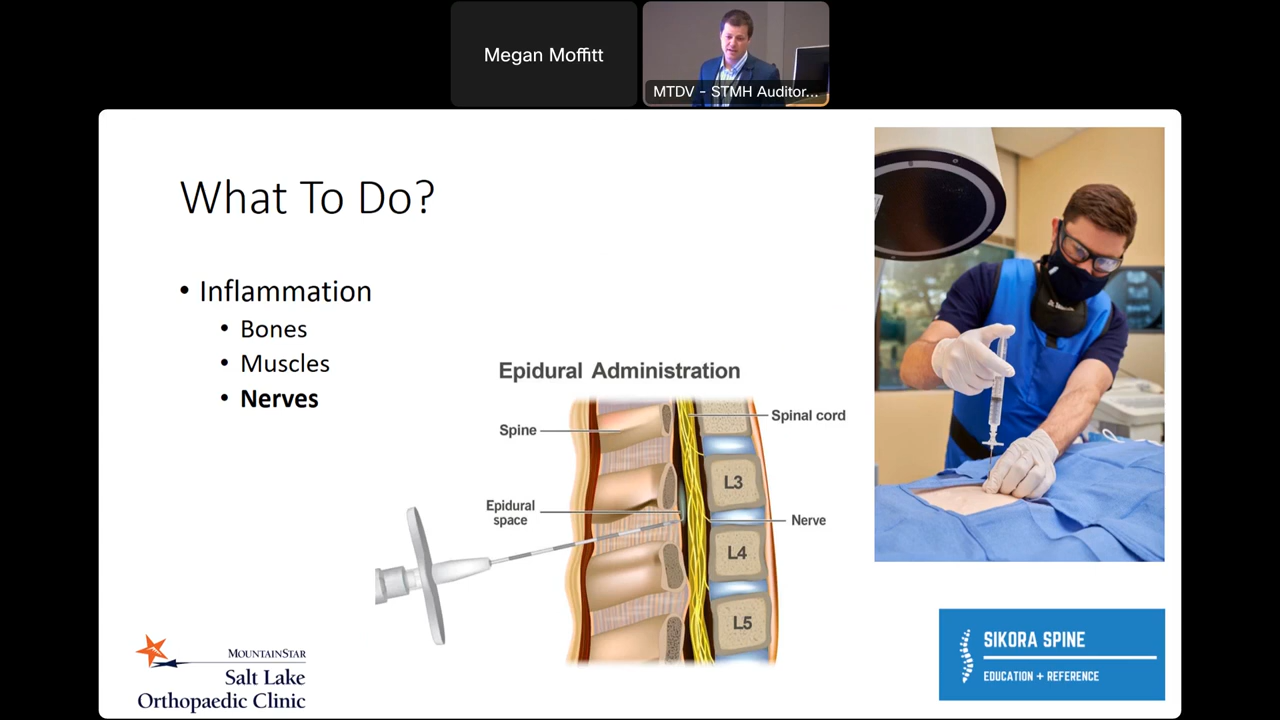 Megan Moffitt
MTDV - STMH Auditor...
What To Do?
• Inflammation
• Bones
• Muscles
• Nerves
Epidural Administration
Spine
Spinal cord
L3
Epidural
space
Nerve
L4
L5
MOUNTAINSTAR
Salt Lake
Orthopaedic Clinic
SIKORA SPINE
EDUCATION + REFERENCE